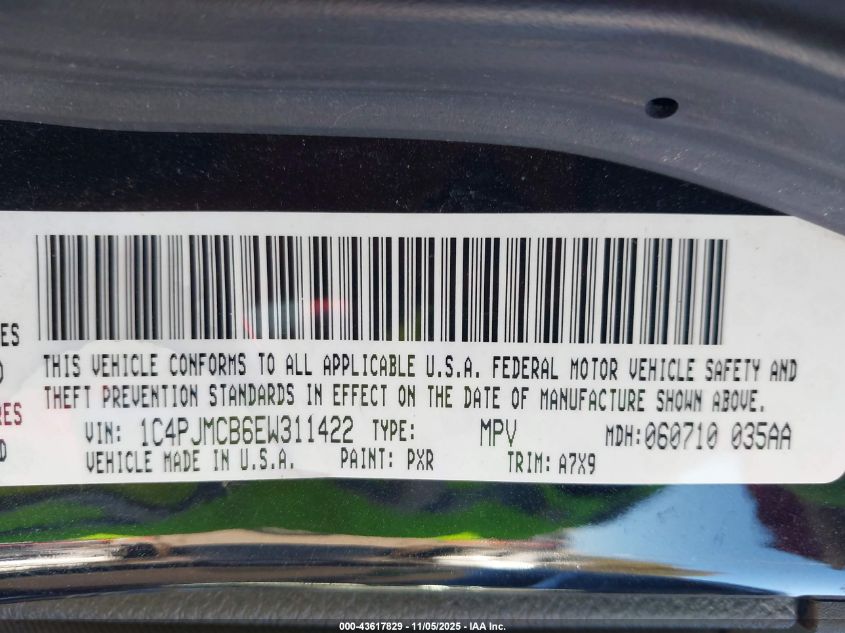 ES
THIS VEHICLE CONFORMS TO ALL APPLICABLE U.S.A. FEDERAL MOTOR VEHICLE SAFETY AND
THEFT PREVENTION STANDARDS IN EFFECT ON THE DATE OF MANUFACTURE SHOWN ABOVE.
RES
VIN: 1C4PJMCB6EW311422 TYPE: MPV MDH: 060710 035AA
D
VEHICLE MADE IN U.S.A. PAINT: PXR TRIM: A7X9
000-43617829 - 11/05/2025 - IAA Inc.